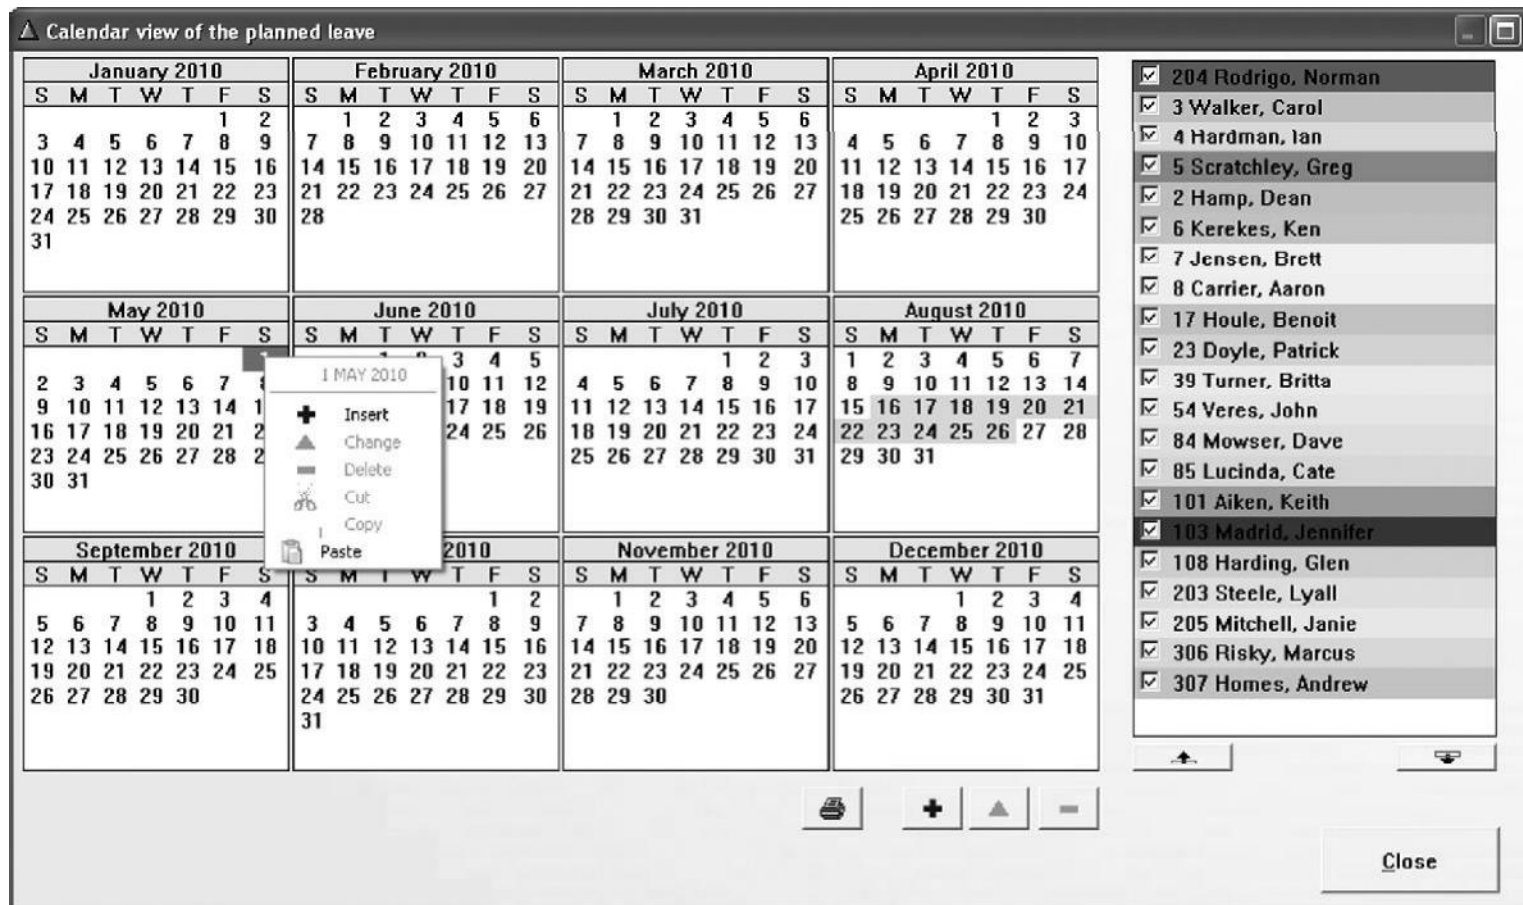 Calendar view of the planned leave
January 2010
S M T W T F S
1 2
3 4 5 6 7 8 9
10 11 12 13 14 15 16
17 18 19 20 21 22 23
24 25 26 27 28 29 30
31
February 2010
S M T W T F S
1 2 3 4 5 6
7 8 9 10 11 12 13
14 15 16 17 18 19 20
21 22 23 24 25 26 27
28
March 2010
S M T W T F S
1 2 3 4 5 6
7 8 9 10 11 12 13
14 15 16 17 18 19 20
21 22 23 24 25 26 27
28 29 30 31
April 2010
S M T W T F S
1 2 3
4 5 6 7 8 9 10
11 12 13 14 15 16 17
18 19 20 21 22 23 24
25 26 27 28 29 30
May 2010
S M T W T F S
2 3 4 5 6 7
9 10 11 12 13 14
16 17 18 19 20 21
23 24 25 26 27 28
30 31
June 2010
S M T W T F S
3 4 5
10 11 12
17 18 19
24 25 26
July 2010
S M T W T F S
1 2 3
4 5 6 7 8 9 10
11 12 13 14 15 16 17
18 19 20 21 22 23 24
25 26 27 28 29 30 31
August 2010
S M T W T F S
1 2 3 4 5 6 7
8 9 10 11 12 13 14
15 16 17 18 19 20 21
22 23 24 25 26 27 28
29 30 31
1 MAY 2010
Insert
Change
Delete
Cut
Copy
Paste
September 2010
S M T W T F S
1 2 3 4
5 6 7 8 9 10 11
12 13 14 15 16 17 18
19 20 21 22 23 24 25
26 27 28 29 30
2010
S M T W T F S
1 2
3 4 5 6 7 8 9
10 11 12 13 14 15 16
17 18 19 20 21 22 23
24 25 26 27 28 29 30
31
November 2010
S M T W T F S
1 2 3 4 5 6
7 8 9 10 11 12 13
14 15 16 17 18 19 20
21 22 23 24 25 26 27
28 29 30
December 2010
S M T W T F S
1 2 3 4
5 6 7 8 9 10 11
12 13 14 15 16 17 18
19 20 21 22 23 24 25
26 27 28 29 30 31
204 Rodrigo, Norman
3 Walker, Carol
4 Hardman, Ian
5 Scratchley, Greg
2 Hamp, Dean
6 Kerekes, Ken
7 Jensen, Brett
8 Carrier, Aaron
17 Houle, Benoit
23 Doyle, Patrick
39 Turner, Britta
54 Veres, John
84 Mowser, Dave
85 Lucinda, Cate
101 Aiken, Keith
103 Madrid, Jennifer
108 Harding, Glen
203 Steele, Lyall
205 Mitchell, Janie
306 Risky, Marcus
307 Homes, Andrew
Close